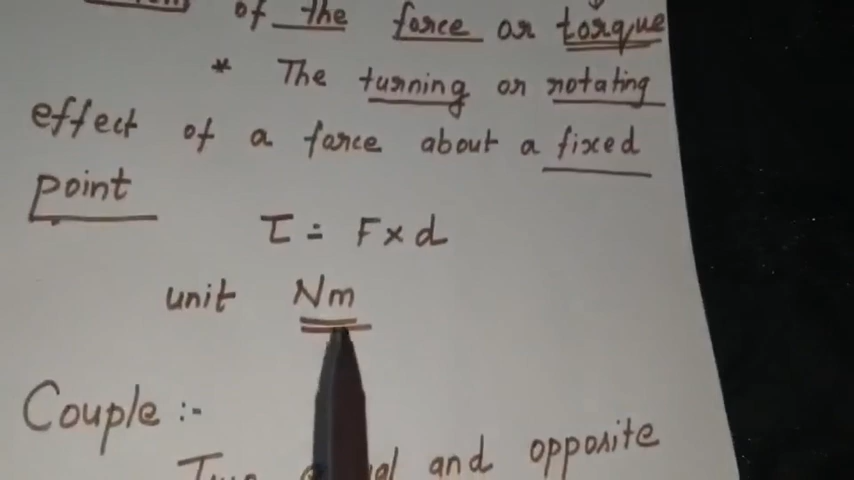 of the force or torque
* The turning or rotating
effect of a force about a fixed
point
τ = F x d
unit Nm
Couple :-
Two and opposite